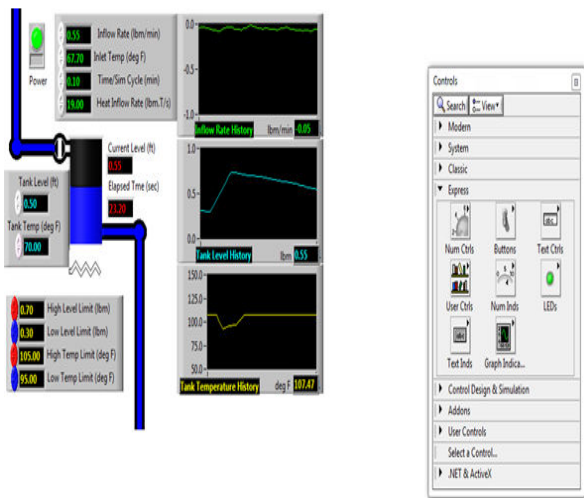 0.55 Inflow Rate (lbm/min)
67.70 Inlet Temp (deg F)
0.10 Time/Sim Cycle (min)
19.00 Heat Inflow Rate (lbm.T/s)
Power
0.0-
-0.5-
-1.0-
Inflow Rate History lbm/min -0.05
Current Level (ft)
0.55
Elapsed Tme (sec)
23.20
Tank Level (ft)
0.50
Tank Temp (deg F)
70.00
1.0-
0.5-
0.0-
Tank Level History lbm 0.55
150.0-
125.0-
100.0-
75.0-
50.0-
Tank Temperature History deg F 107.47
0.70 High Level Limit (lbm)
0.30 Low Level Limit (lbm)
105.00 High Temp Limit (deg F)
95.00 Low Temp Limit (deg F)
Controls
Search View
Modern
System
Classic
Express
Num Ctrls Buttons Text Ctrls
User Ctrls Num Inds LEDs
Text Inds Graph Indica...
Control Design & Simulation
Addons
User Controls
Select a Control...
.NET & ActiveX